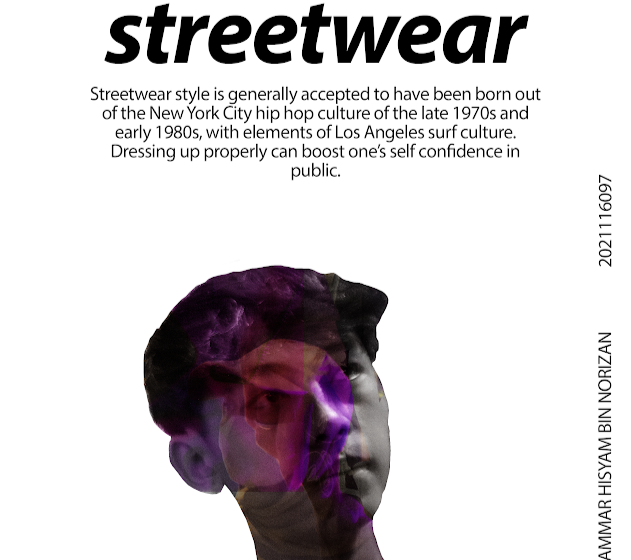 streetwear
Streetwear style is generally accepted to have been born out
of the New York City hip hop culture of the late 1970s and
early 1980s, with elements of Los Angeles surf culture.
Dressing up properly can boost one’s self confidence in
public.
2021116097
AMMAR HISYAM BIN NORIZAN